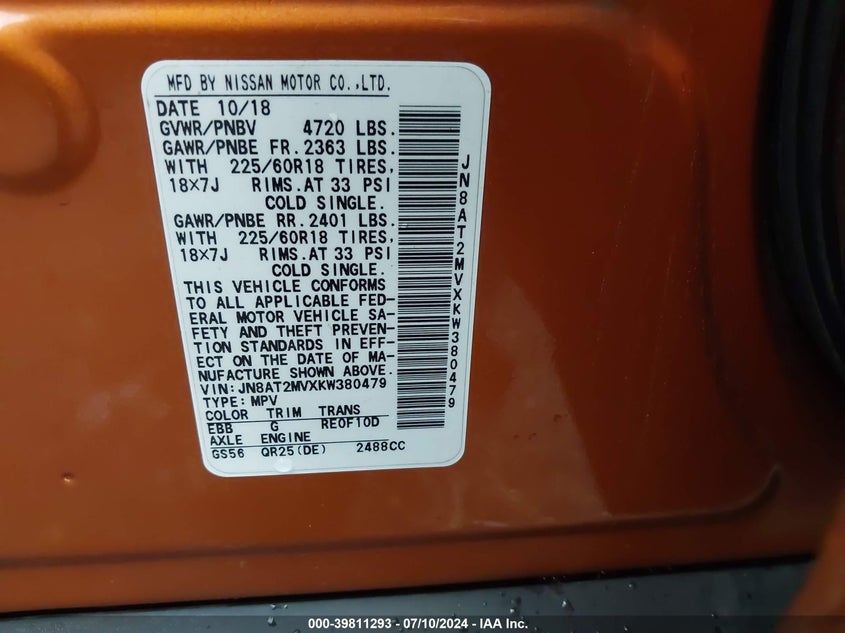 MFD BY NISSAN MOTOR CO.,LTD.
DATE 10/18
GVWR/PNBV 4720 LBS.
GAWR/PNBE FR.2363 LBS.
WITH 225/60R18 TIRES,
18X7J RIMS.AT 33 PSI
COLD SINGLE.
GAWR/PNBE RR.2401 LBS.
WITH 225/60R18 TIRES,
18X7J RIMS.AT 33 PSI
COLD SINGLE.
THIS VEHICLE CONFORMS
TO ALL APPLICABLE FED-
ERAL MOTOR VEHICLE SA-
FETY AND THEFT PREVEN-
TION STANDARDS IN EFF-
ECT ON THE DATE OF MA-
NUFACTURE SHOWN ABOVE.
VIN:JN8AT2MVXKW380479
TYPE:MPV
COLOR TRIM TRANS
EBB G RE0F10D
AXLE ENGINE
GS56 QR25(DE) 2488CC
JN8AT2MVXKW380479
000-39811293 - 07/10/2024 - IAA Inc.